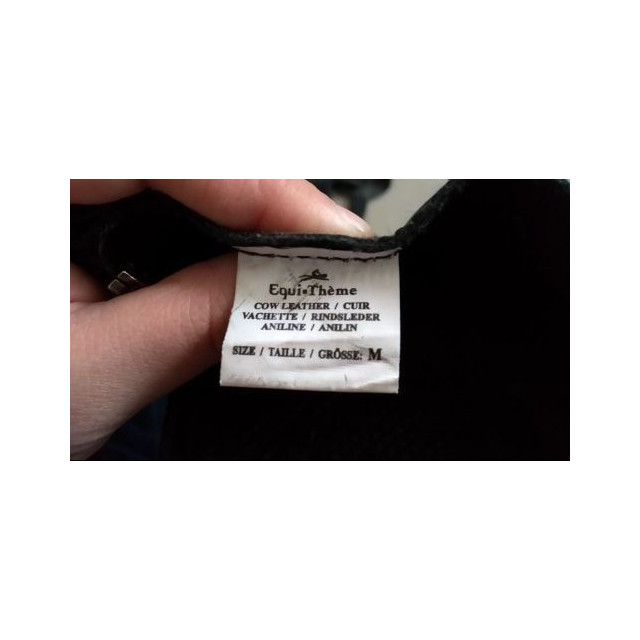 Equi•Thème
COW LEATHER / CUIR
VACHETTE / RINDSLEDER
ANILINE / ANILIN
SIZE / TAILLE / GRÖSSE: M